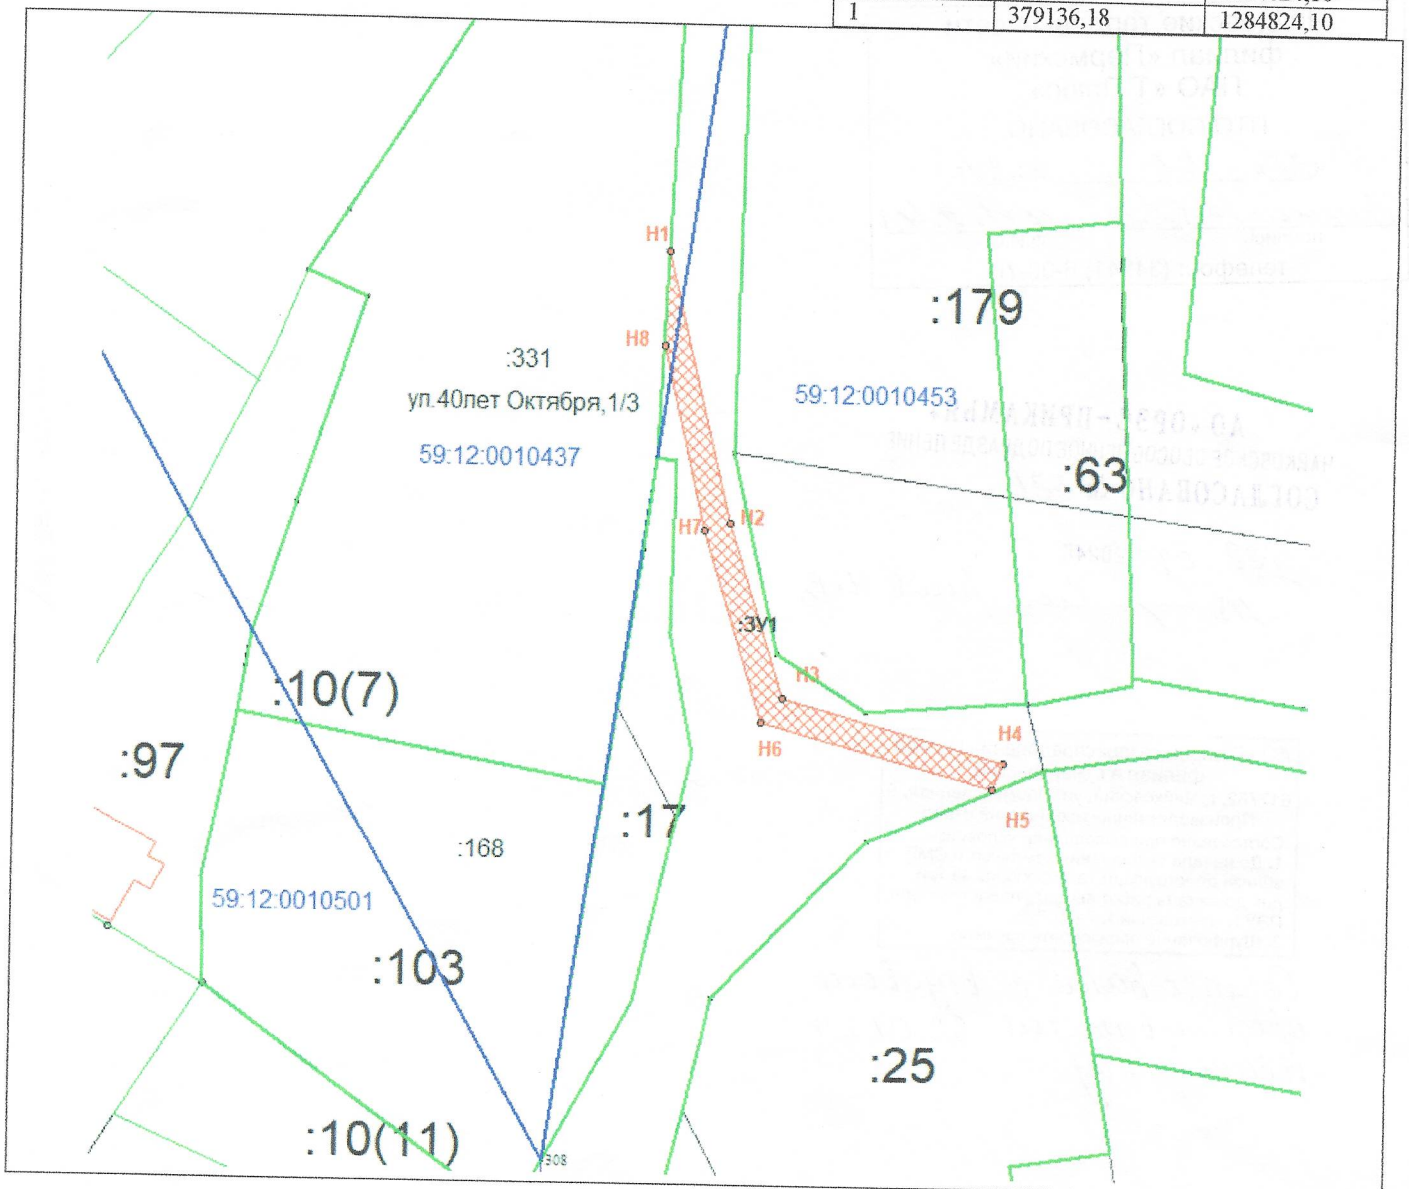 1 379136,18 1284824,10
Н1
:179
Н8
:331
ул.40лет Октября,1/3
59:12:0010453
59:12:0010437
:63
Н7
Н2
:ЗУ1
:10(7)
Н3
:97
Н6
Н4
Н5
:17
:168
59:12:0010501
:103
:25
:10(11)
308